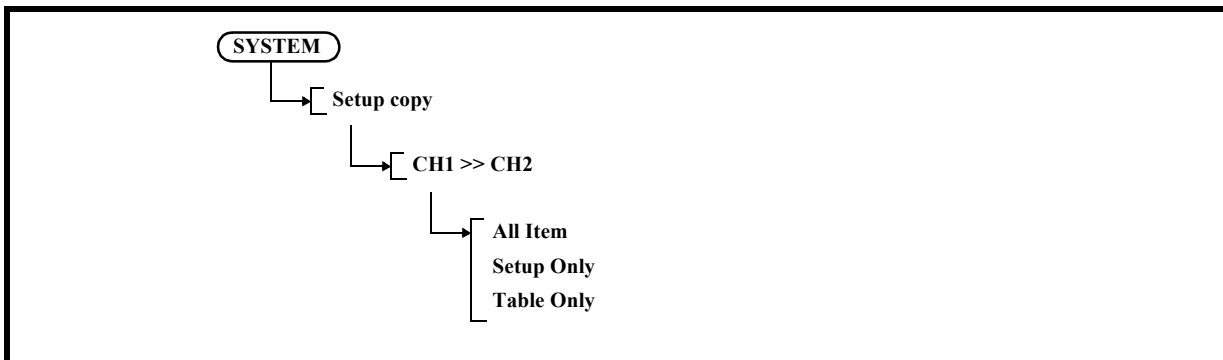 SYSTEM
Setup copy
CH1 >> CH2
All Item
Setup Only
Table Only